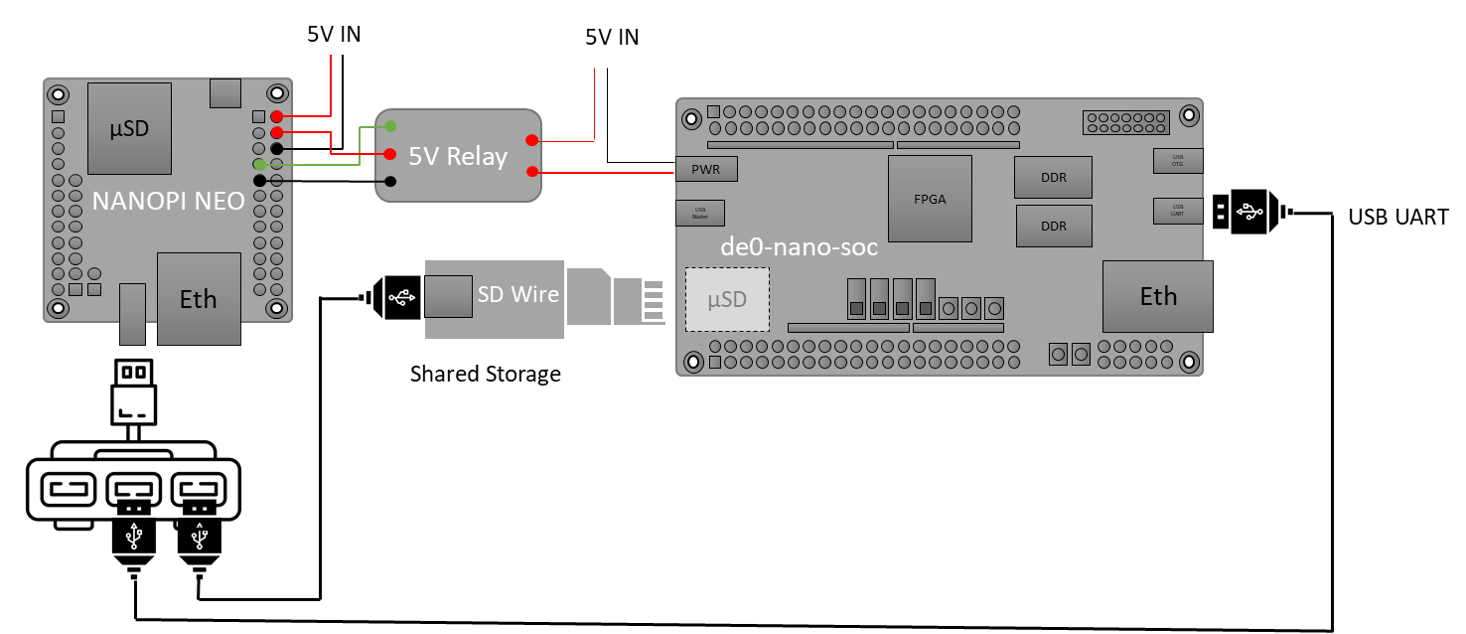 5V IN
5V IN
µSD
5V Relay
PWR
FPGA
DDR
USB
OTG
NANOPI NEO
USB
Blaster
DDR
USB
UART
USB UART
de0-nano-soc
Eth
SD Wire
µSD
Eth
Shared Storage